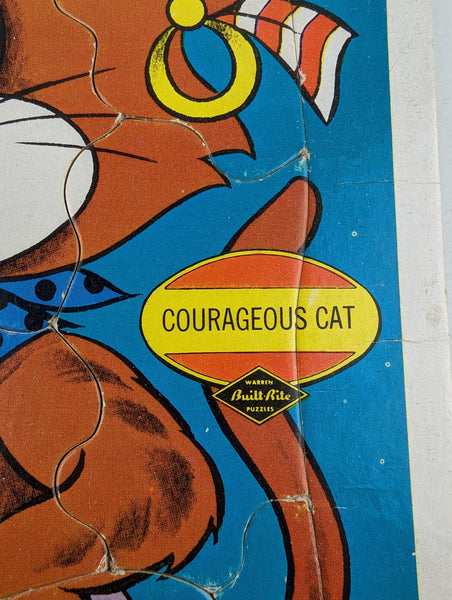 COURAGEOUS CAT
WARREN
Built-Rite
PUZZLES